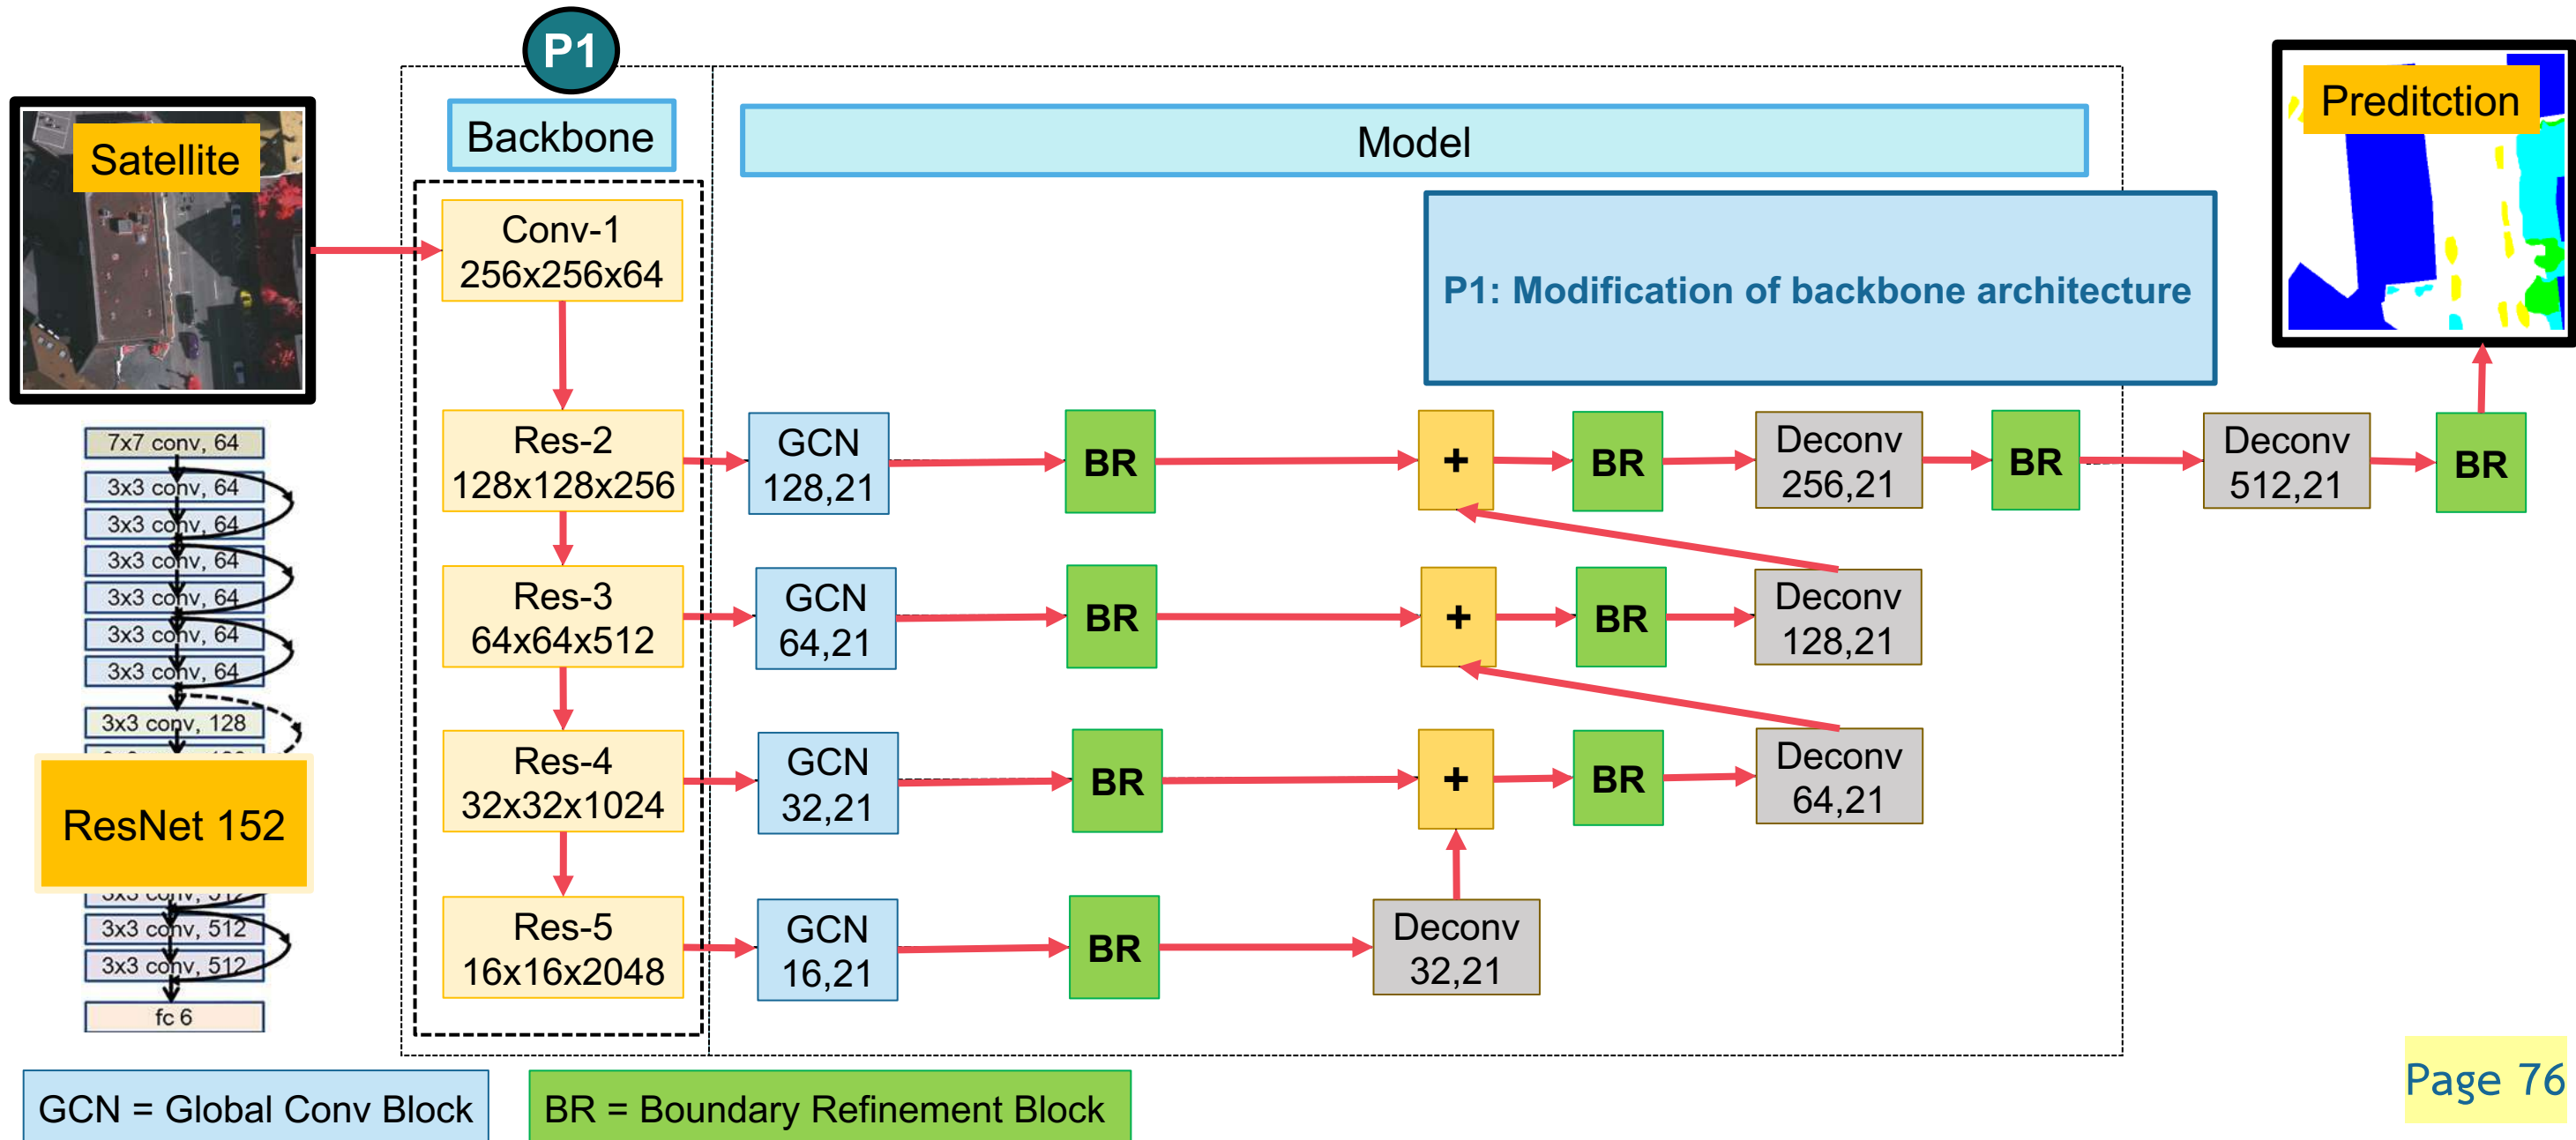 P1
Backbone
Model
Satellite
Preditction
Conv-1
256x256x64
P1: Modification of backbone architecture
Res-2
128x128x256
GCN
128,21
BR
+
BR
Deconv
256,21
BR
Deconv
512,21
BR
Res-3
64x64x512
GCN
64,21
BR
+
BR
Deconv
128,21
Res-4
32x32x1024
GCN
32,21
BR
+
BR
Deconv
64,21
Res-5
16x16x2048
GCN
16,21
BR
Deconv
32,21
7x7 conv, 64
3x3 conv, 64
3x3 conv, 64
3x3 conv, 64
3x3 conv, 64
3x3 conv, 64
3x3 conv, 64
3x3 conv, 128
ResNet 152
3x3 conv, 512
3x3 conv, 512
3x3 conv, 512
fc 6
GCN = Global Conv Block
BR = Boundary Refinement Block
Page 76